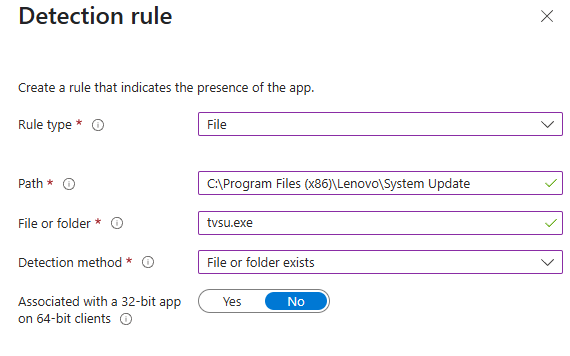 Detection rule
Create a rule that indicates the presence of the app.
Rule type *
File
Path *
C:\Program Files (x86)\Lenovo\System Update
File or folder *
tvsu.exe
Detection method *
File or folder exists
Associated with a 32-bit app
on 64-bit clients
Yes
No